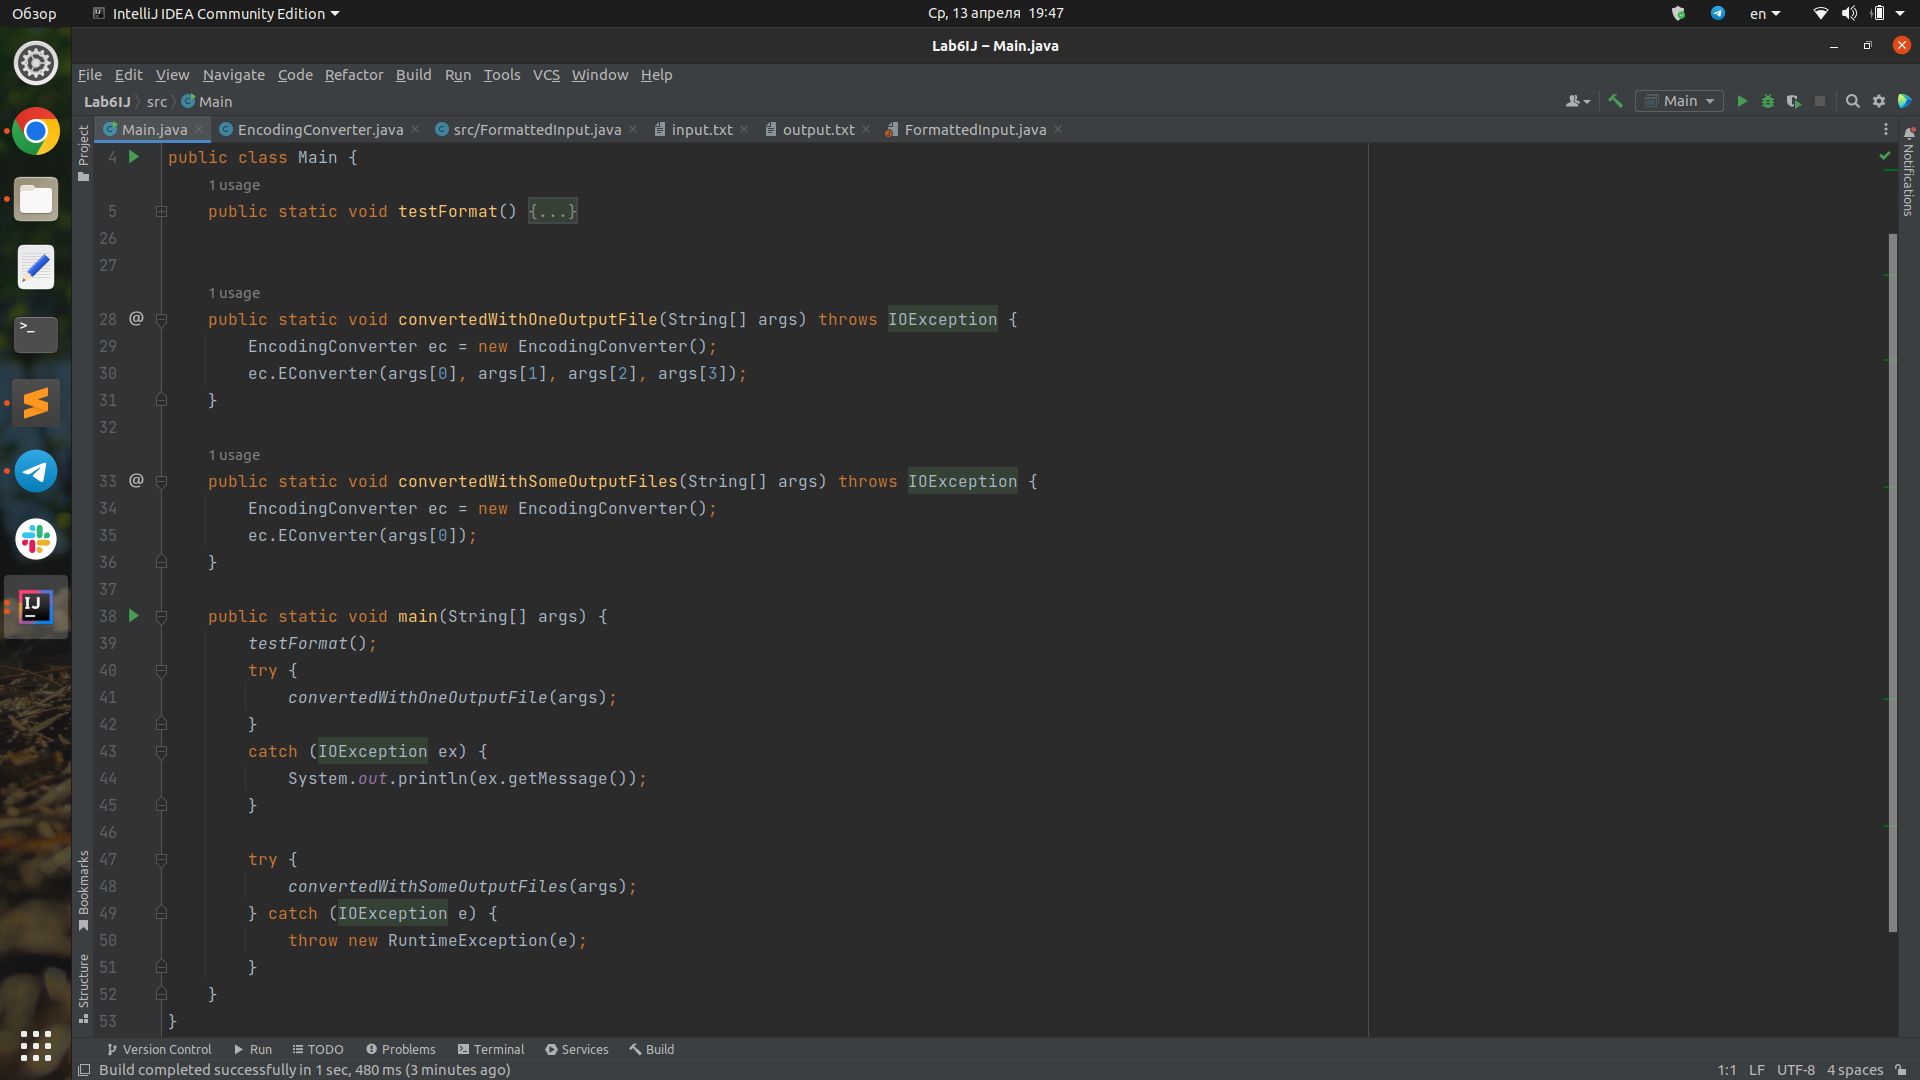 Обзор IntelliJ IDEA Community Edition Ср, 13 апреля 19:47 en
Lab6IJ – Main.java
File Edit View Navigate Code Refactor Build Run Tools VCS Window Help
Lab6IJ src Main Main
Main.java EncodingConverter.java src/FormattedInput.java input.txt output.txt FormattedInput.java
Project
Notifications
4 public class Main {
1 usage
5 public static void testFormat() {...}
26
27
1 usage
28 @ public static void convertedWithOneOutputFile(String[] args) throws IOException {
29 EncodingConverter ec = new EncodingConverter();
30 ec.EConverter(args[0], args[1], args[2], args[3]);
31 }
32
1 usage
33 @ public static void convertedWithSomeOutputFiles(String[] args) throws IOException {
34 EncodingConverter ec = new EncodingConverter();
35 ec.EConverter(args[0]);
36 }
37
38 public static void main(String[] args) {
39 testFormat();
40 try {
41 convertedWithOneOutputFile(args);
42 }
43 catch (IOException ex) {
44 System.out.println(ex.getMessage());
45 }
46
47 try {
48 convertedWithSomeOutputFiles(args);
49 } catch (IOException e) {
50 throw new RuntimeException(e);
51 }
52 }
53 }
Bookmarks
Structure
IJ
Version Control Run TODO Problems Terminal Services Build
Build completed successfully in 1 sec, 480 ms (3 minutes ago) 1:1 LF UTF-8 4 spaces